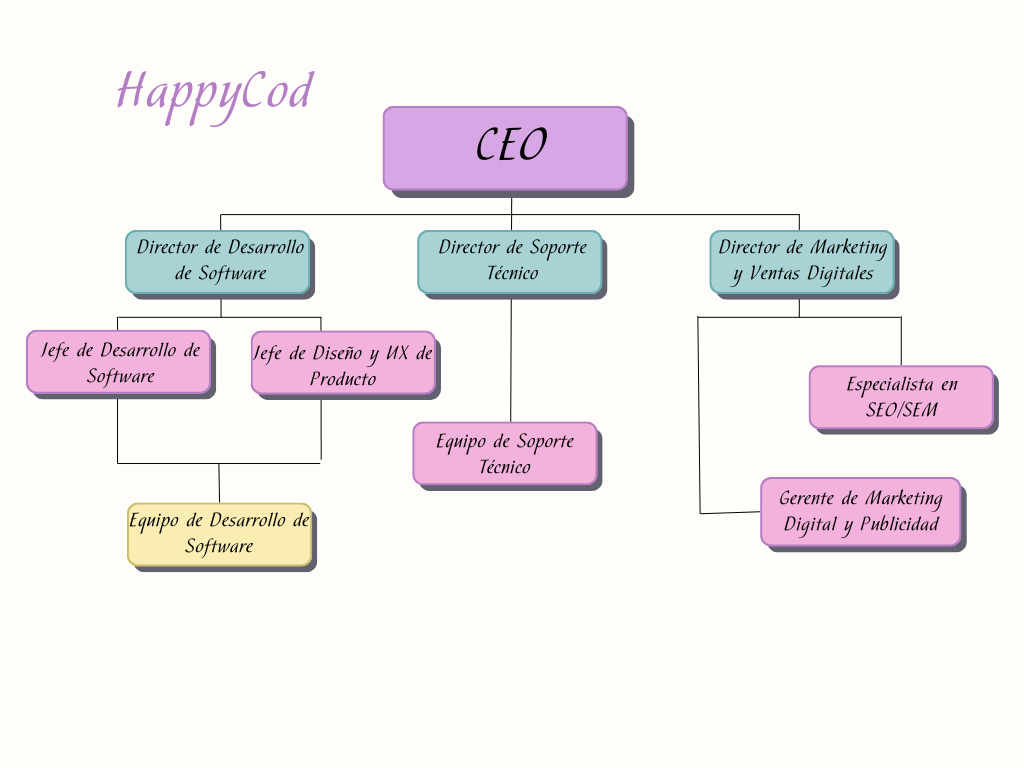 HappyCod
CEO
Director de Desarrollo
de Software
Director de Soporte
Técnico
Director de Marketing
y Ventas Digitales
Jefe de Desarrollo de
Software
Jefe de Diseño y UX de
Producto
Especialista en
SEO/SEM
Equipo de Soporte
Técnico
Gerente de Marketing
Digital y Publicidad
Equipo de Desarrollo de
Software